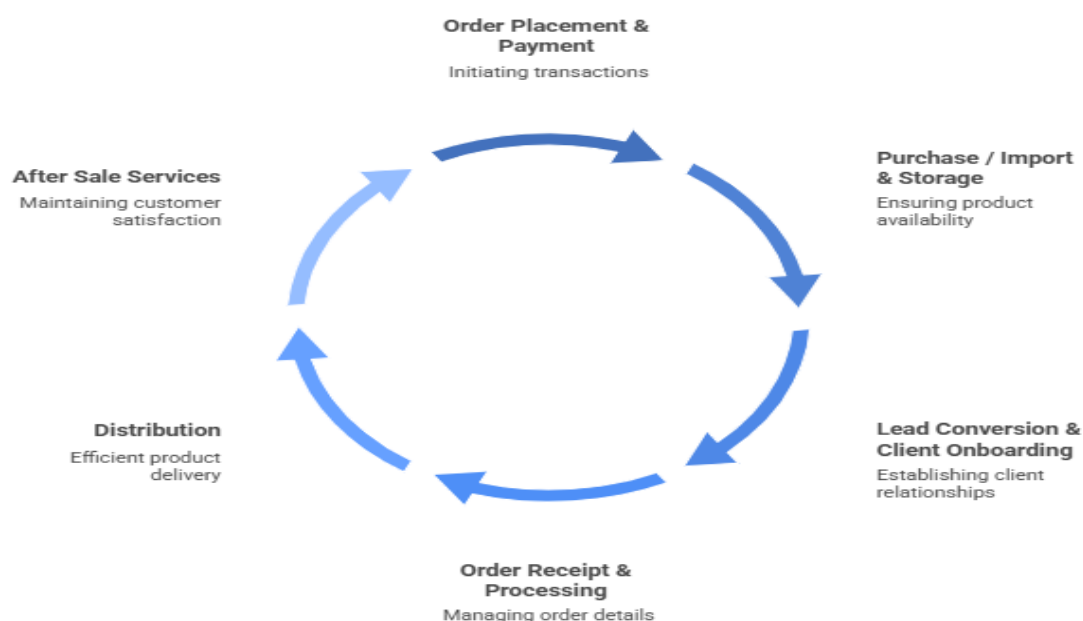 Order Placement &
Payment
Initiating transactions
Purchase / Import
& Storage
Ensuring product
availability
Lead Conversion &
Client Onboarding
Establishing client
relationships
Order Receipt &
Processing
Managing order details
Distribution
Efficient product
delivery
After Sale Services
Maintaining customer
satisfaction